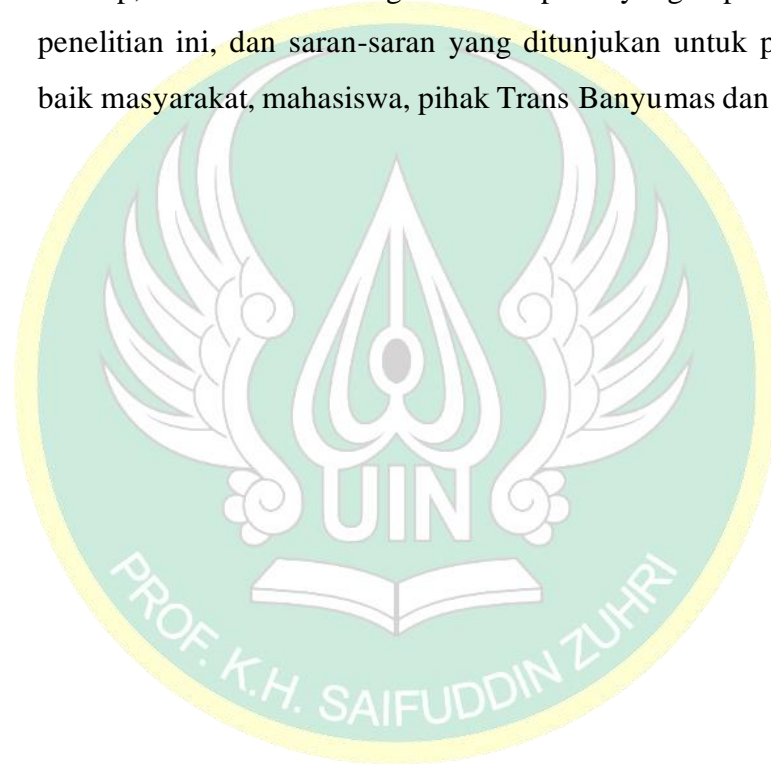 penelitian ini, dan saran-saran yang ditunjukan untuk
baik masyarakat, mahasiswa, pihak Trans Banyumas dan
UIN
PROF. K.H. SAIFUDDIN ZUHRI